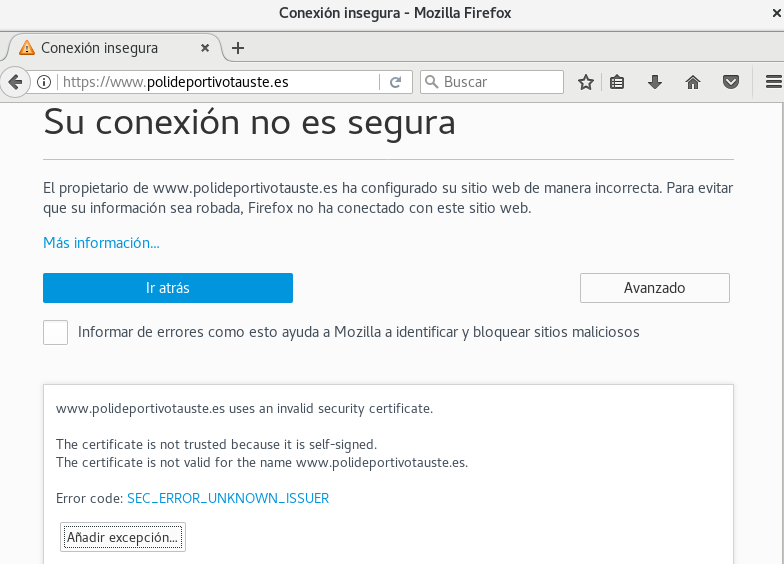 Conexión insegura - Mozilla Firefox
Conexión insegura
https://www.polideportivotauste.es
Buscar
Su conexión no es segura
El propietario de www.polideportivotauste.es ha configurado su sitio web de manera incorrecta. Para evitar
que su información sea robada, Firefox no ha conectado con este sitio web.
Más información...
Ir atrás
Avanzado
Informar de errores como esto ayuda a Mozilla a identificar y bloquear sitios maliciosos
www.polideportivotauste.es uses an invalid security certificate.
The certificate is not trusted because it is self-signed.
The certificate is not valid for the name www.polideportivotauste.es.
Error code: SEC_ERROR_UNKNOWN_ISSUER
Añadir excepción...